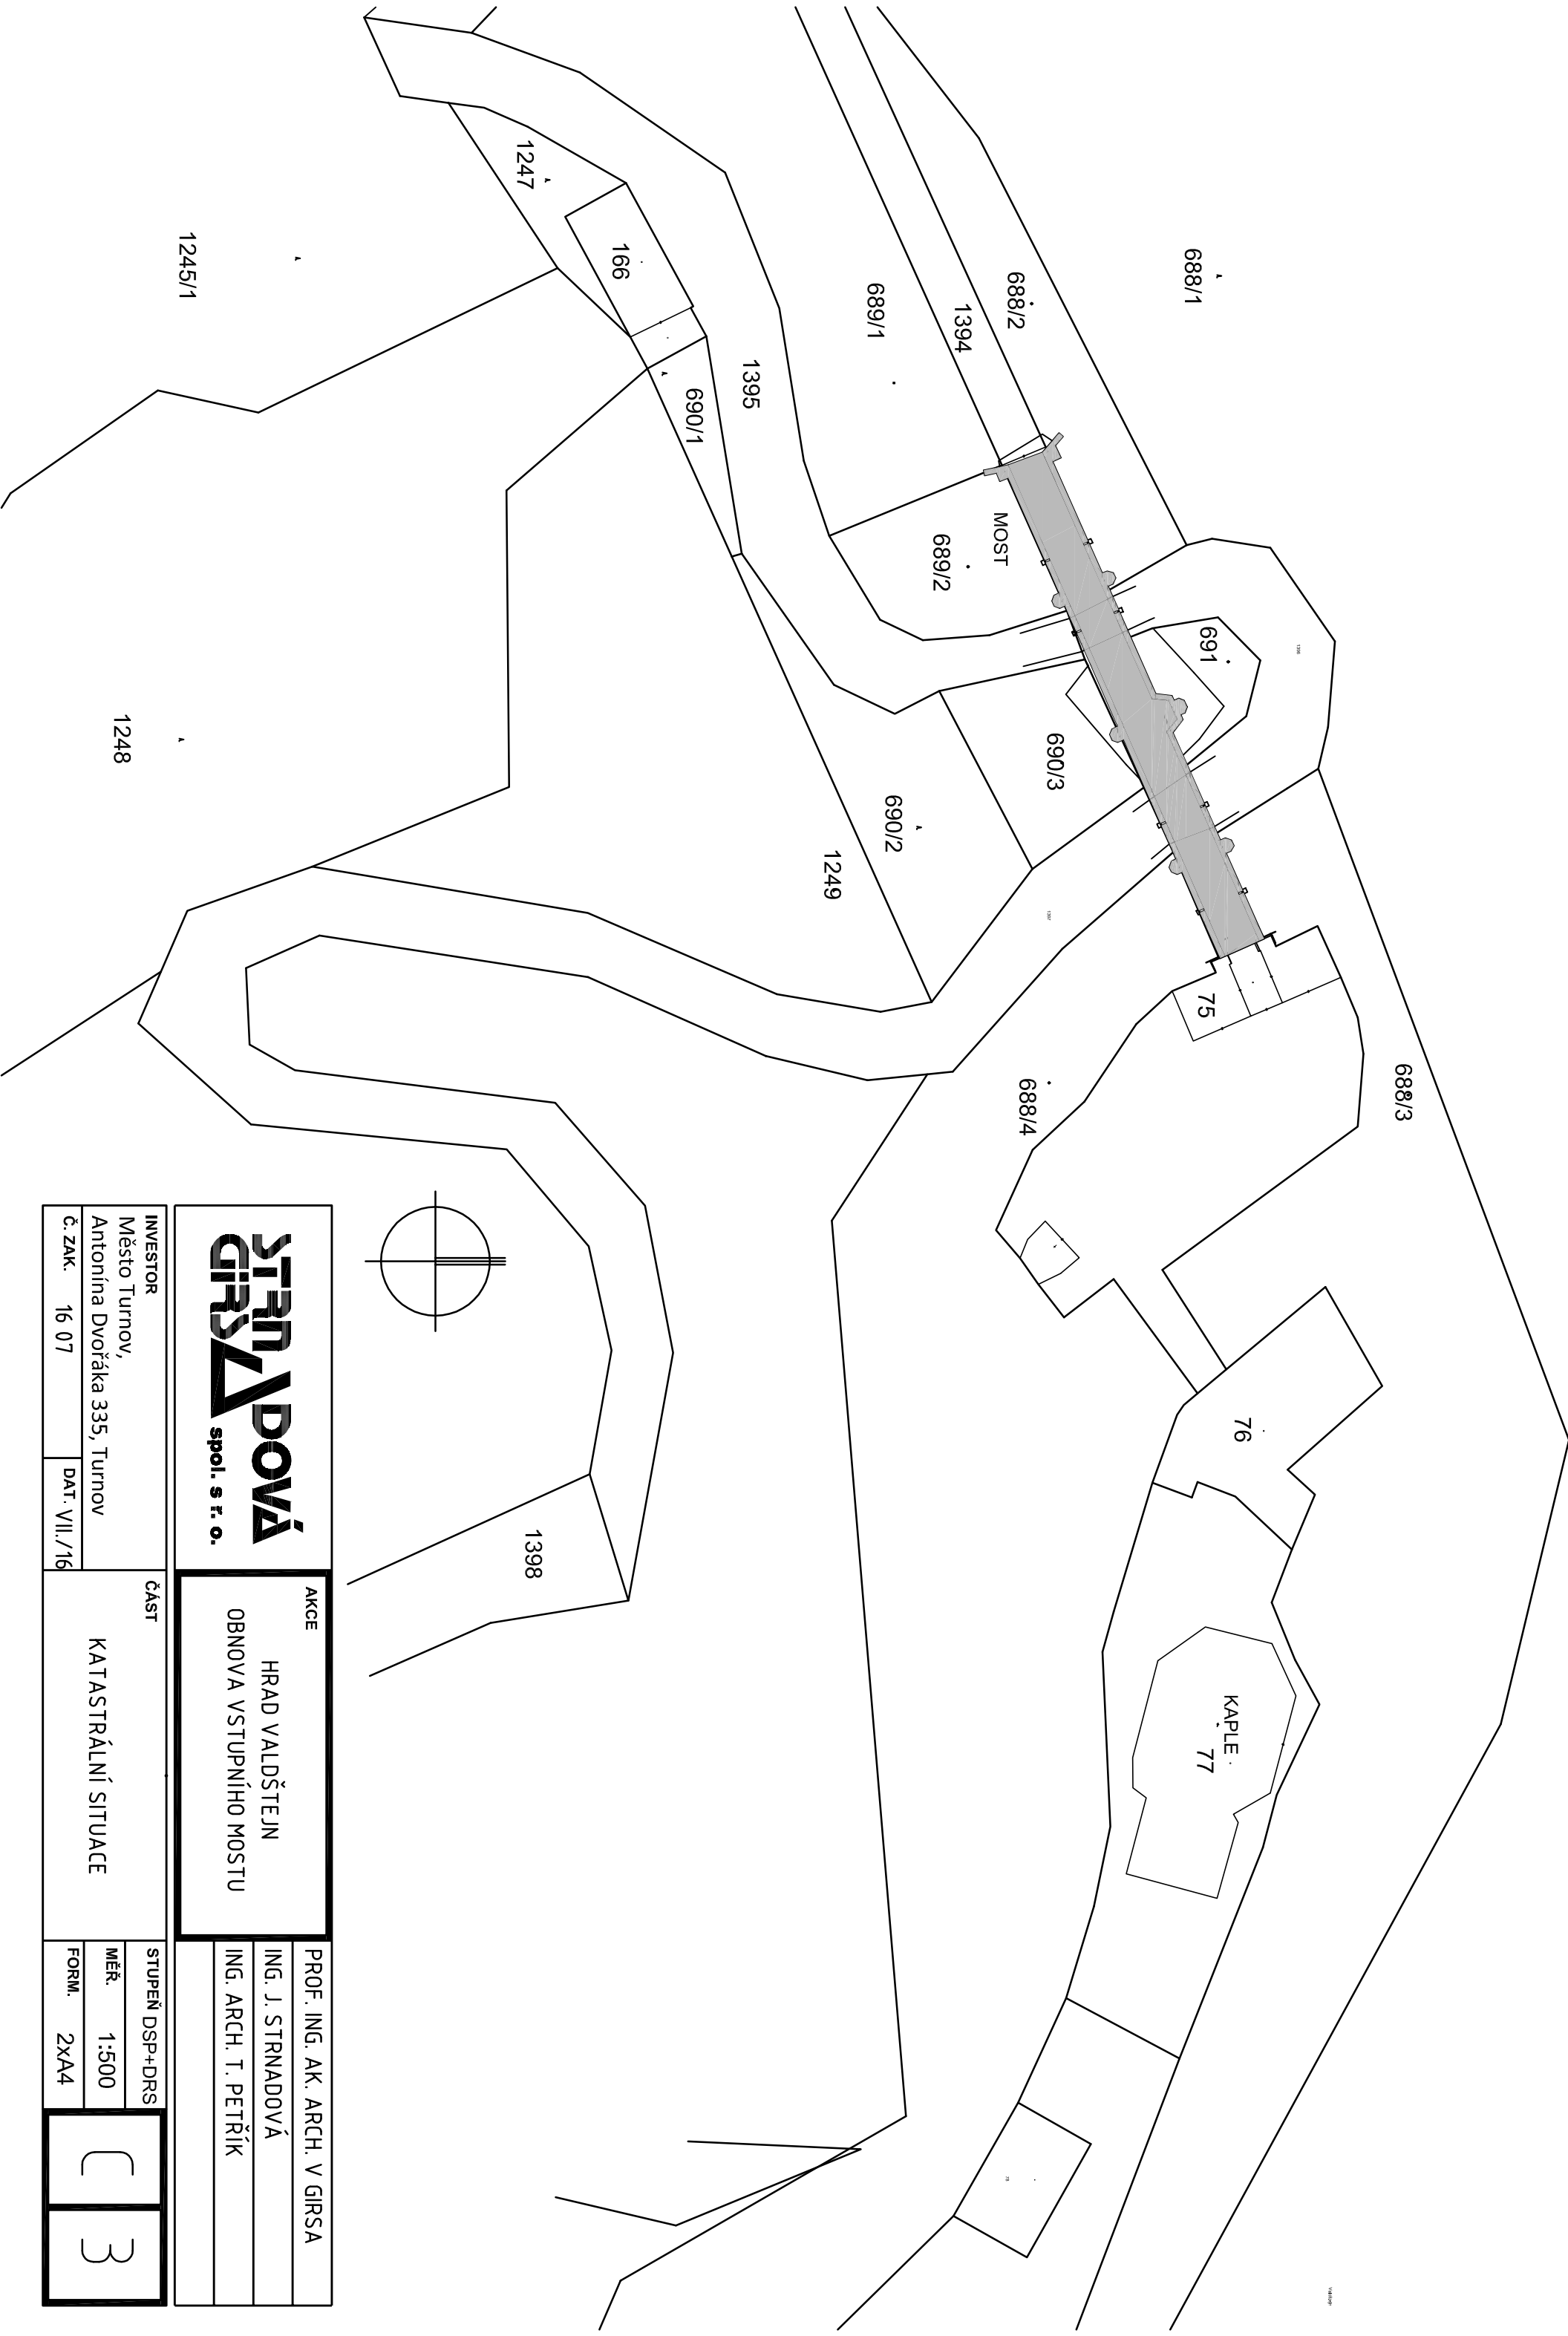 688/1
688/2
1394
689/1
1395
1247
166
690/1
1245/1
MOST
689/2
691
1396
690/3
690/2
1249
1248
1397
75
688/3
688/4
76
1398
KAPLE
77
79
STRNADOVÁ
GIRSA spol. s r. o.
INVESTOR
Město Turnov,
Antonína Dvořáka 335, Turnov
Č. ZAK. 16 07
DAT. VII./16
AKCE
HRAD VALDŠTEJN
OBNOVA VSTUPNÍHO MOSTU
ČÁST
KATASTRÁLNÍ SITUACE
PROF. ING. AK. ARCH. V GIRSA
ING. J. STRNADOVÁ
ING. ARCH. T. PETŘÍK
STUPEŇ DSP+DRS
MĚŘ. 1:500
FORM. 2xA4
C 3